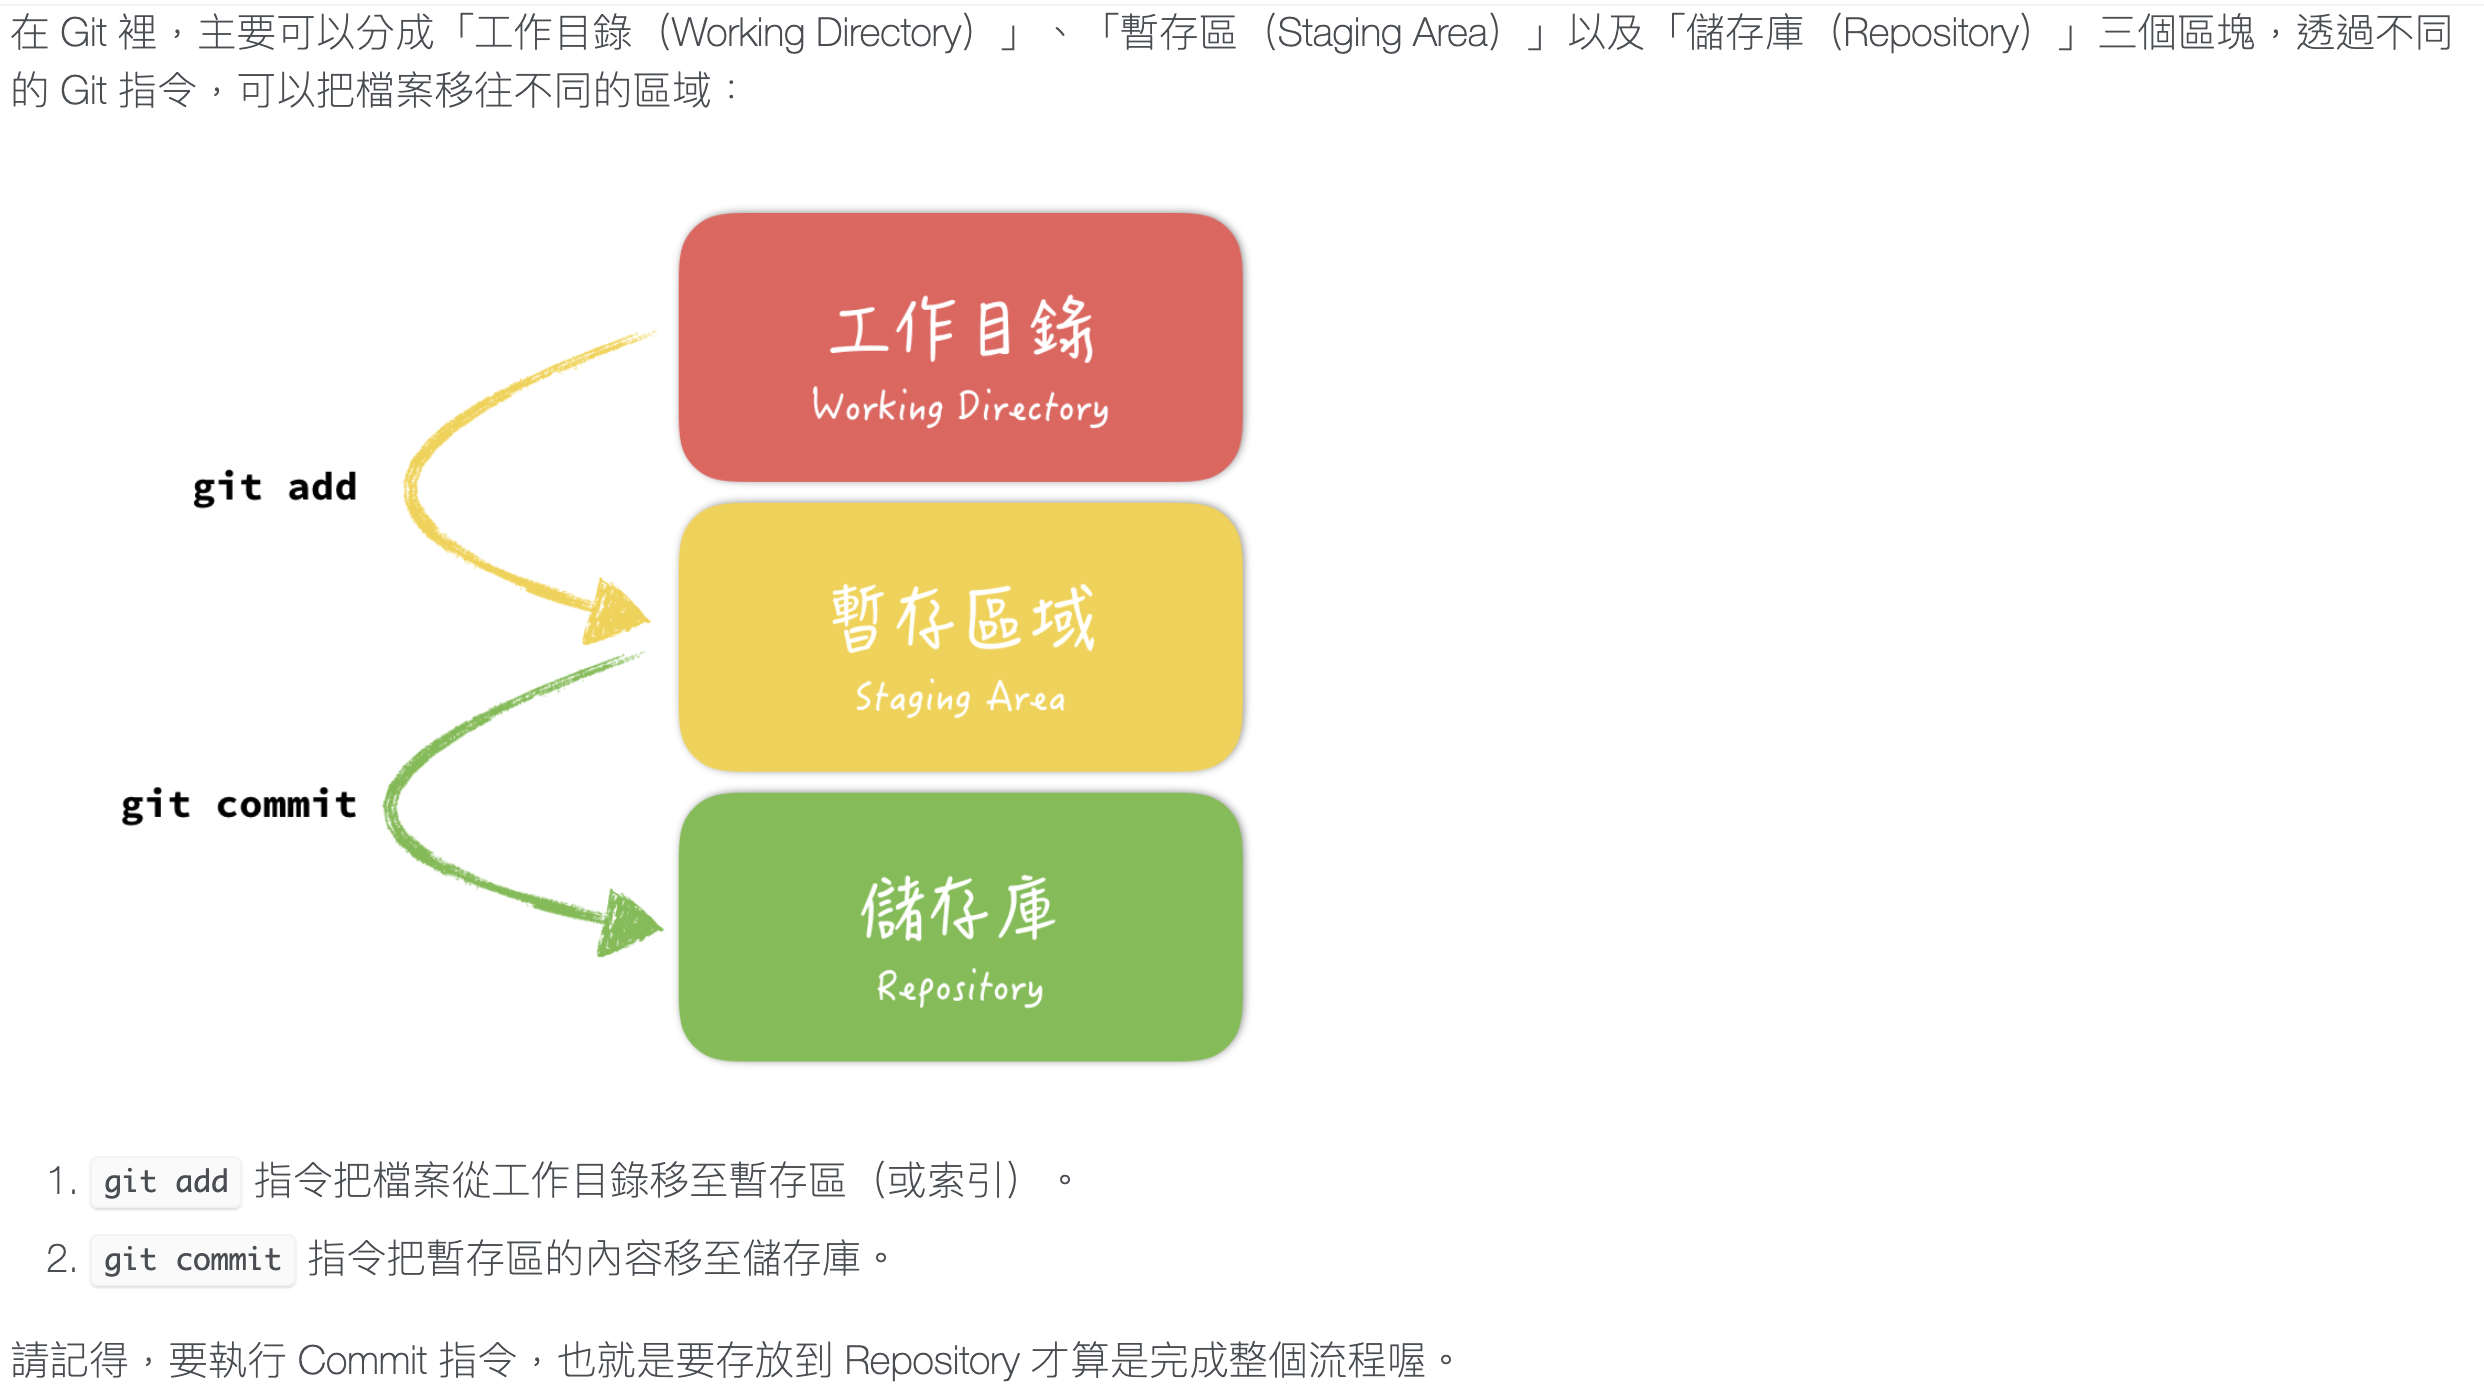 在 Git 裡，主要可以分成「工作目錄（Working Directory）」、「暫存區（Staging Area）」以及「儲存庫（Repository）」三個區塊，透過不同
的 Git 指令，可以把檔案移往不同的區域：
工作目錄
Working Directory
git add
暫存區域
Staging Area
git commit
儲存庫
Repository
1. git add 指令把檔案從工作目錄移至暫存區（或索引）。
2. git commit 指令把暫存區的內容移至儲存庫。
請記得，要執行 Commit 指令，也就是要存放到 Repository 才算是完成整個流程喔。